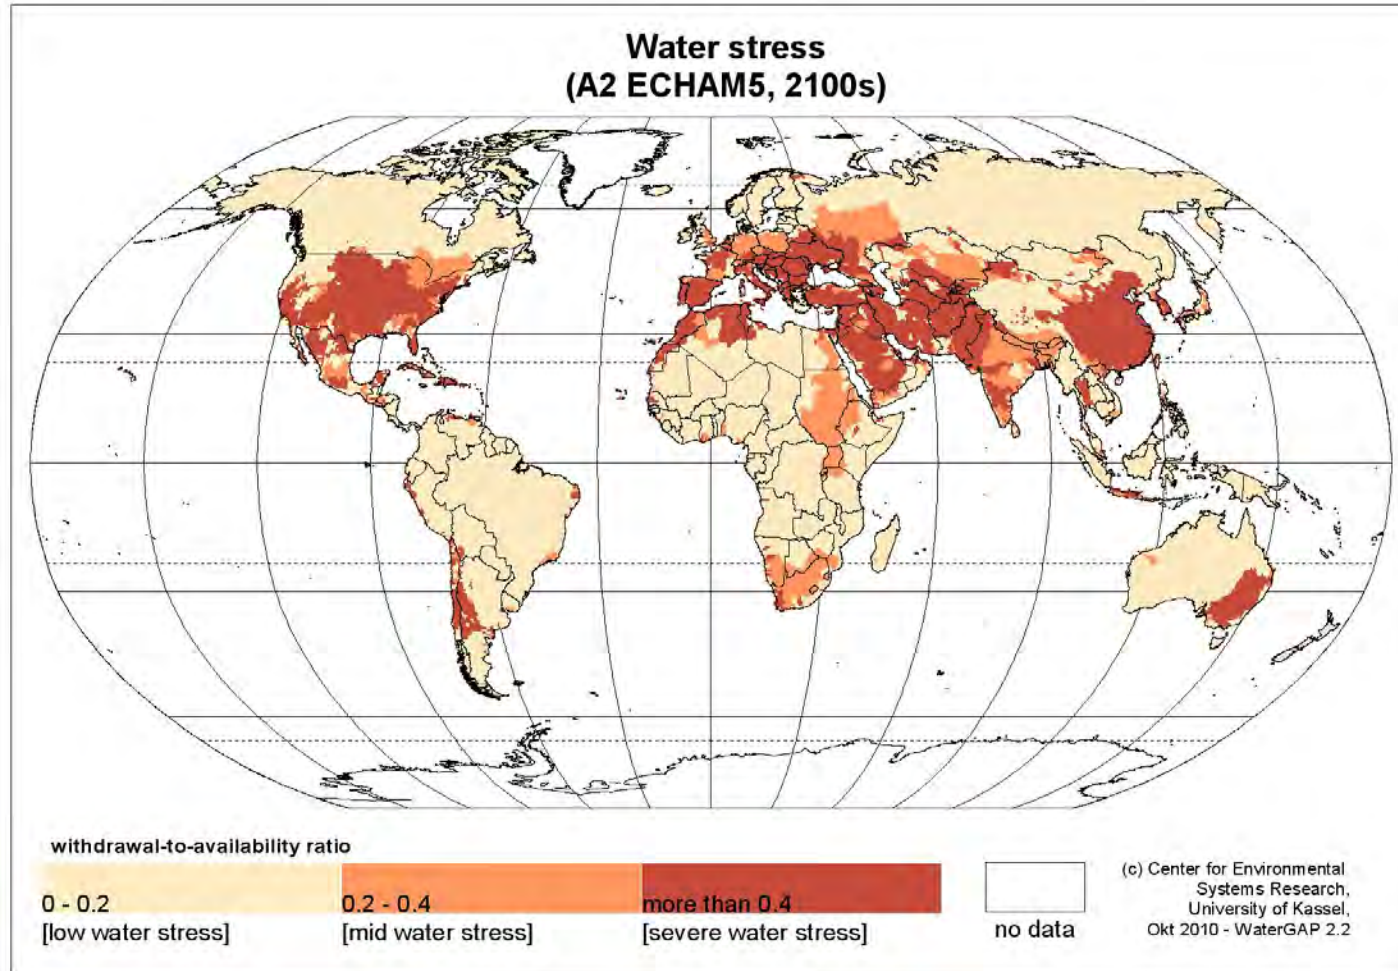 Water stress
(A2 ECHAM5, 2100s)
withdrawal-to-availability ratio
0 - 0.2
0.2 - 0.4
more than 0.4
[low water stress]
[mid water stress]
[severe water stress]
no data
(c) Center for Environmental
Systems Research,
University of Kassel,
Okt 2010 - WaterGAP 2.2